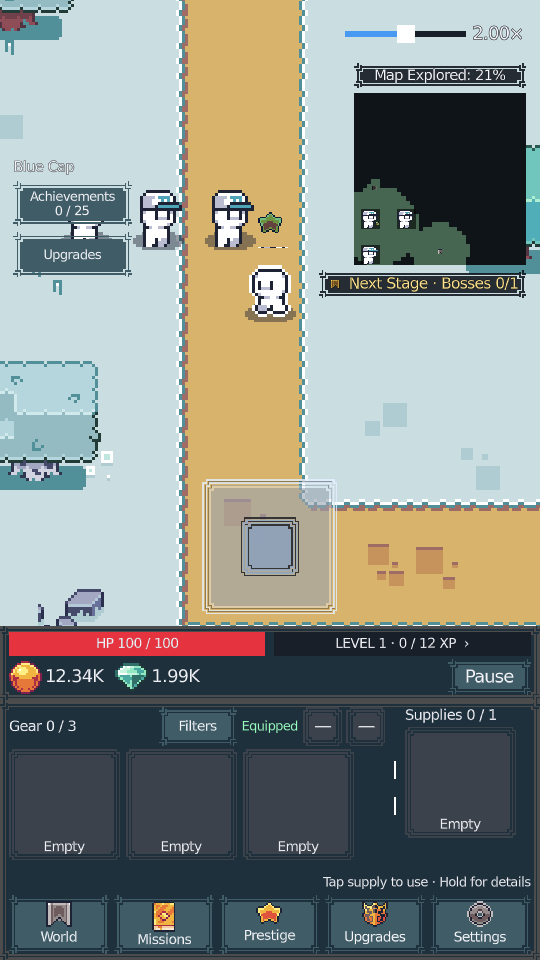 2.00×
Map Explored: 21%
Blue Cap
Achievements
0 / 25
Upgrades
Next Stage · Bosses 0/1
HP 100 / 100
LEVEL 1 · 0 / 12 XP ›
12.34K
1.99K
Pause
Gear 0 / 3
Filters
Equipped
—
—
Supplies 0 / 1
Empty
Empty
Empty
Empty
Tap supply to use · Hold for details
World
Missions
Prestige
Upgrades
Settings